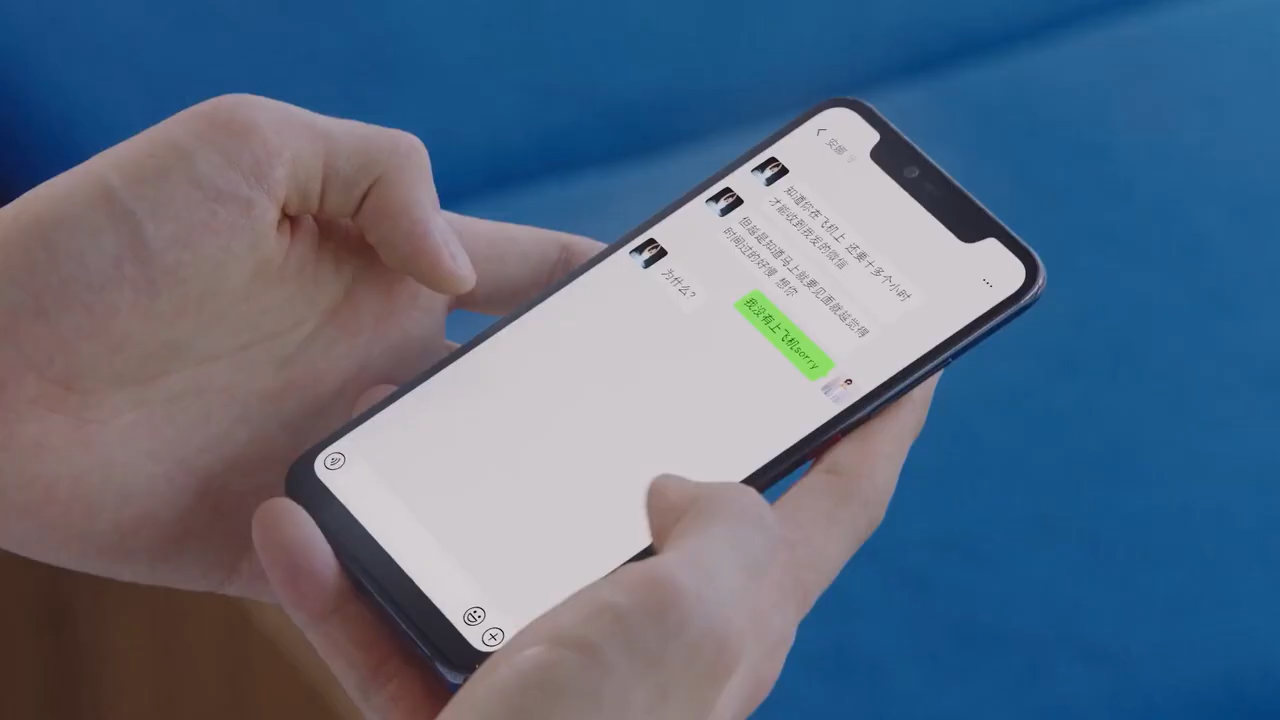 安娜
知道你在飞机上 还要十多个小时
才能收到我发的微信
但越是知道马上就要见面就越觉得
时间过的好慢 想你
我没有上飞机sorry
为什么?